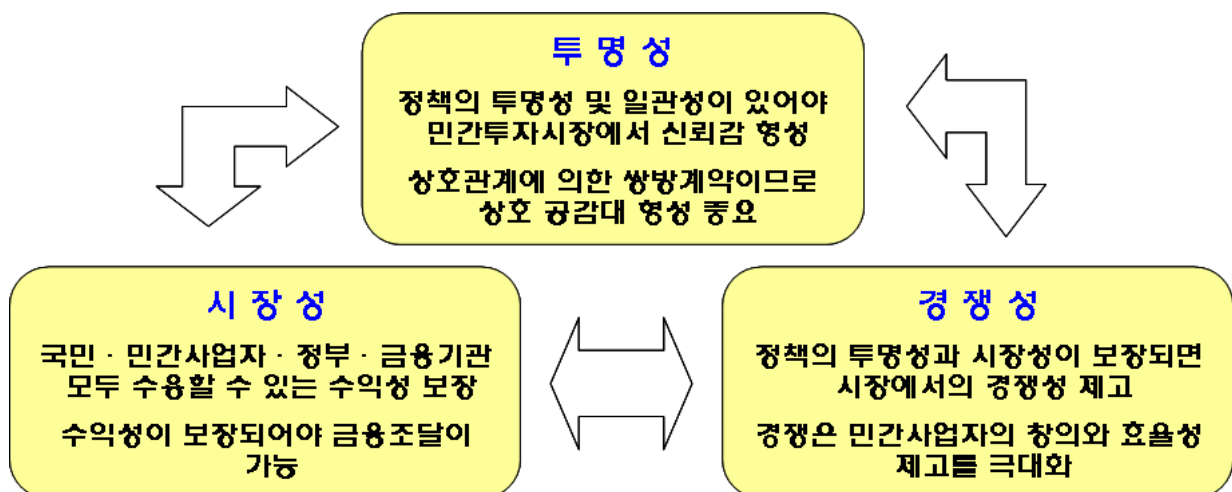 투 명 성
정책의 투명성 및 일관성이 있어야
민간투자시장에서 신뢰감 형성
상호관계에 의한 쌍방계약이므로
상호 공감대 형성 중요
시 장 성
국민 · 민간사업자 · 정부 · 금융기관
모두 수용할 수 있는 수익성 보장
수익성이 보장되어야 금융조달이
가능
경 쟁 성
정책의 투명성과 시장성이 보장되면
시장에서의 경쟁성 제고
경쟁은 민간사업자의 창의와 효율성
제고를 극대화